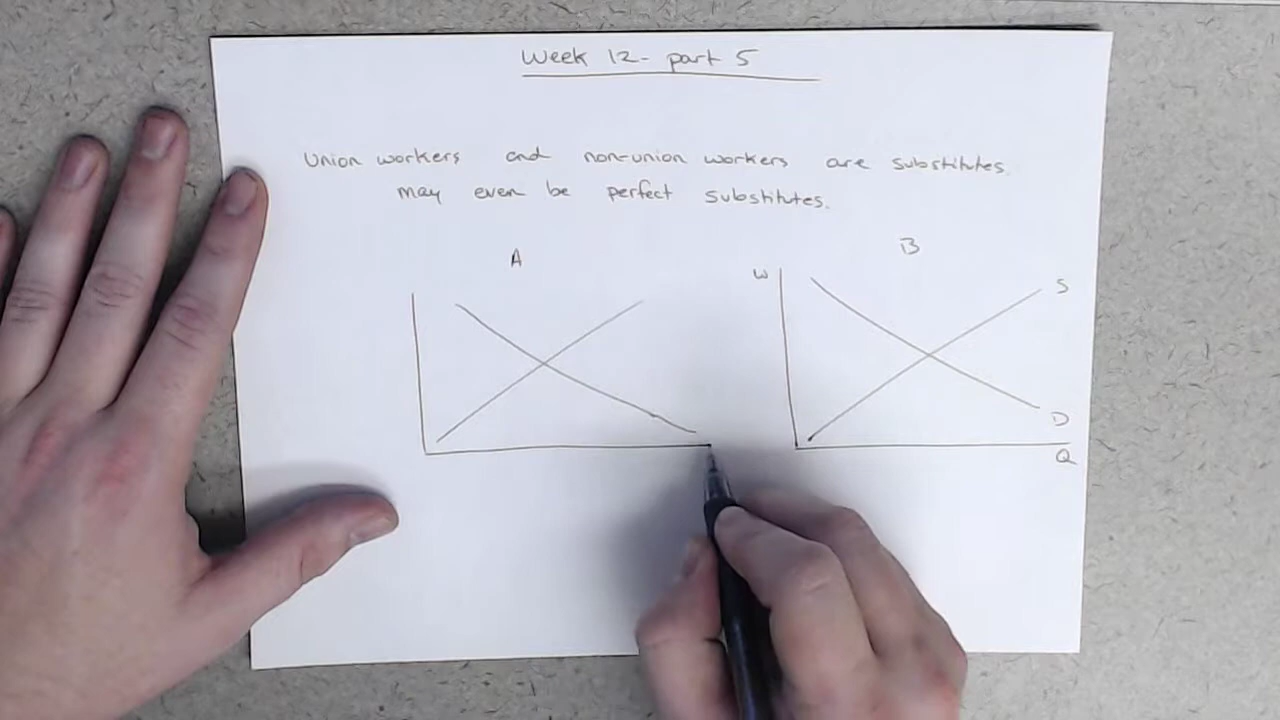 Week 12- part 5
Union workers and non-union workers are substitutes.
may even be perfect substitutes.
A
B
W
S
D
Q